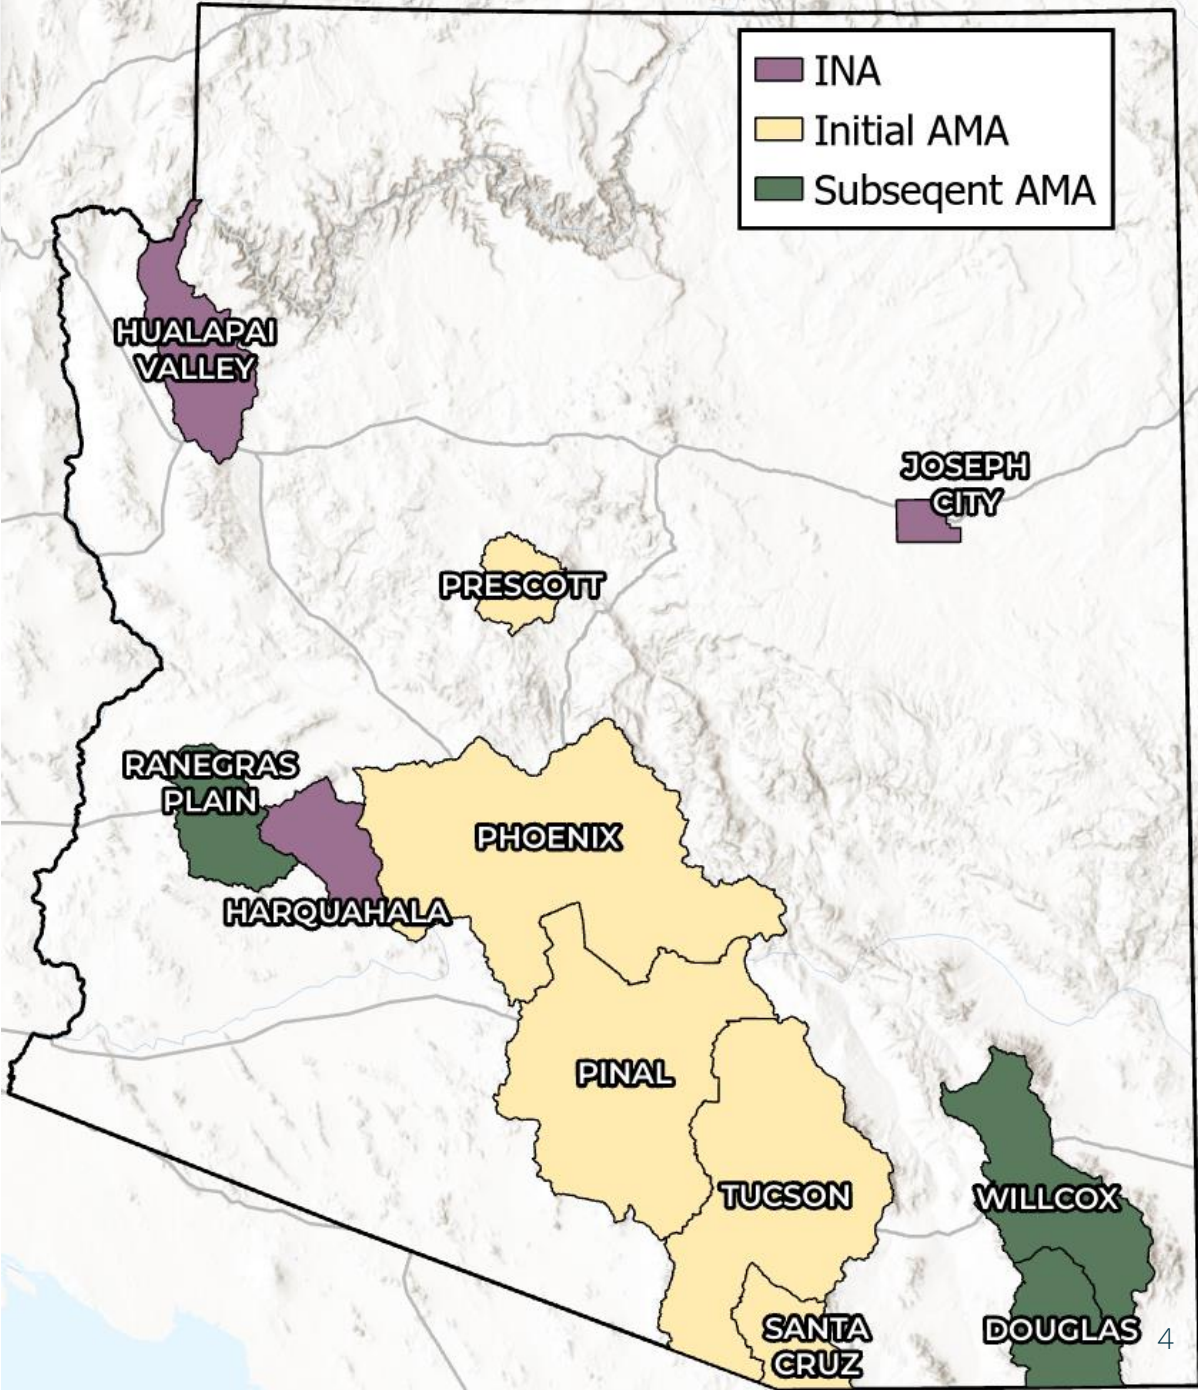 INA
Initial AMA
Subseqent AMA
HUALAPAI
VALLEY
JOSEPH
CITY
PRESCOTT
RANEGRAS
PLAIN
PHOENIX
HARQUAHALA
PINAL
TUCSON
WILLCOX
SANTA
CRUZ
DOUGLAS
4